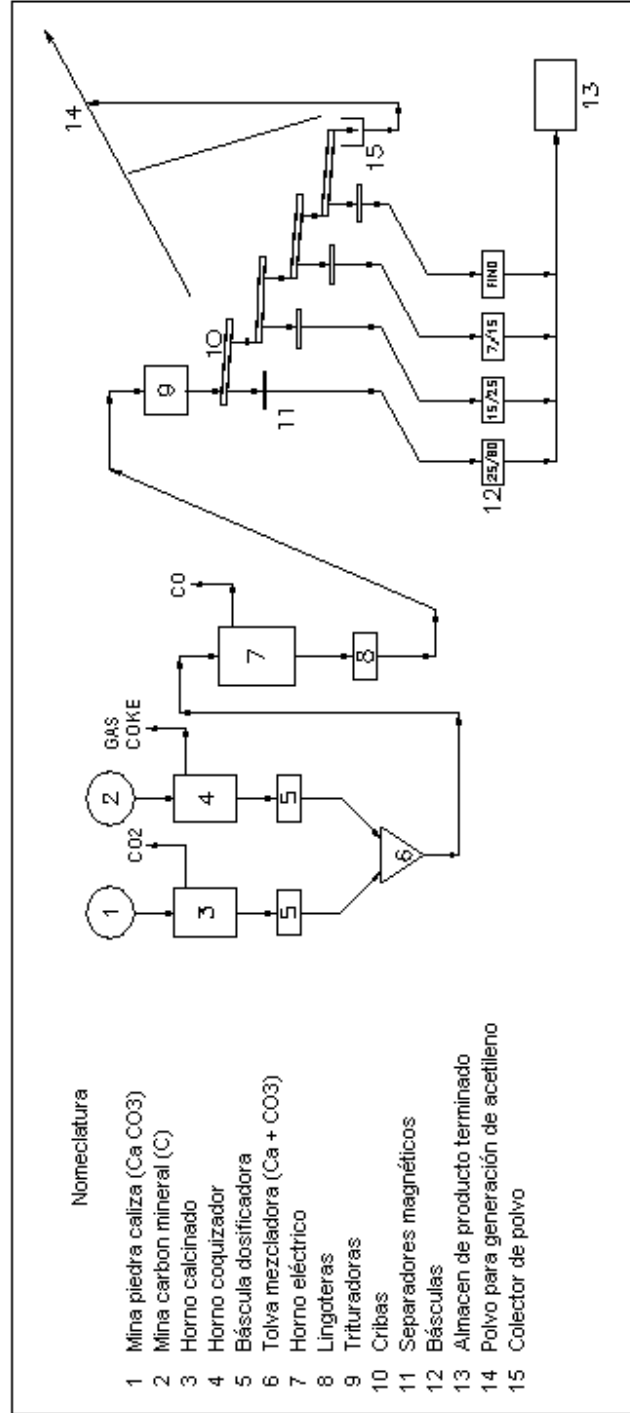 Nomeclatura
1 Mina piedra caliza (Ca CO3)
2 Mina carbon mineral (C)
3 Horno calcinado
4 Horno coquizador
5 Báscula dosificadora
6 Tolva mezcladora (Ca + CO3)
7 Horno eléctrico
8 Lingoteras
9 Trituradoras
10 Cribas
11 Separadores magnéticos
12 Básculas
13 Almacen de producto terminado
14 Polvo para generación de acetileno
15 Colector de polvo
1
CO2
3
5
2
GAS
COKE
4
5
6
CO
7
8
9
10
11
12
25/80
15/25
7/15
FINO
13
14
15